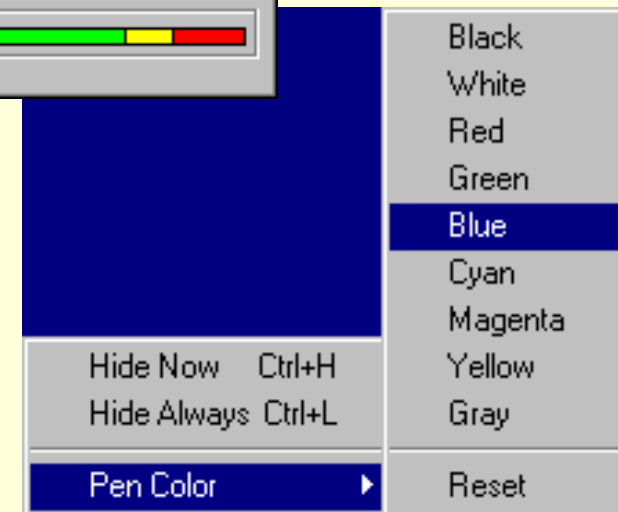 Black
White
Red
Green
Blue
Cyan
Magenta
Yellow
Gray
Reset
Hide Now Ctrl+H
Hide Always Ctrl+L
Pen Color